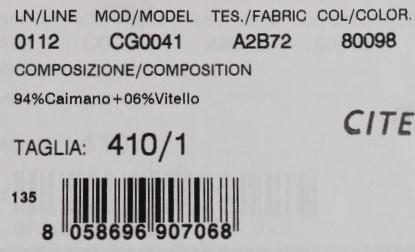 LN/LINE MOD/MODEL TES./FABRIC COL/COLOR.
0112 CG0041 A2B72 80098
COMPOSIZIONE/COMPOSITION
94%Caimano+06%Vitello
CITE
TAGLIA: 410/1
135
8 058696 907068